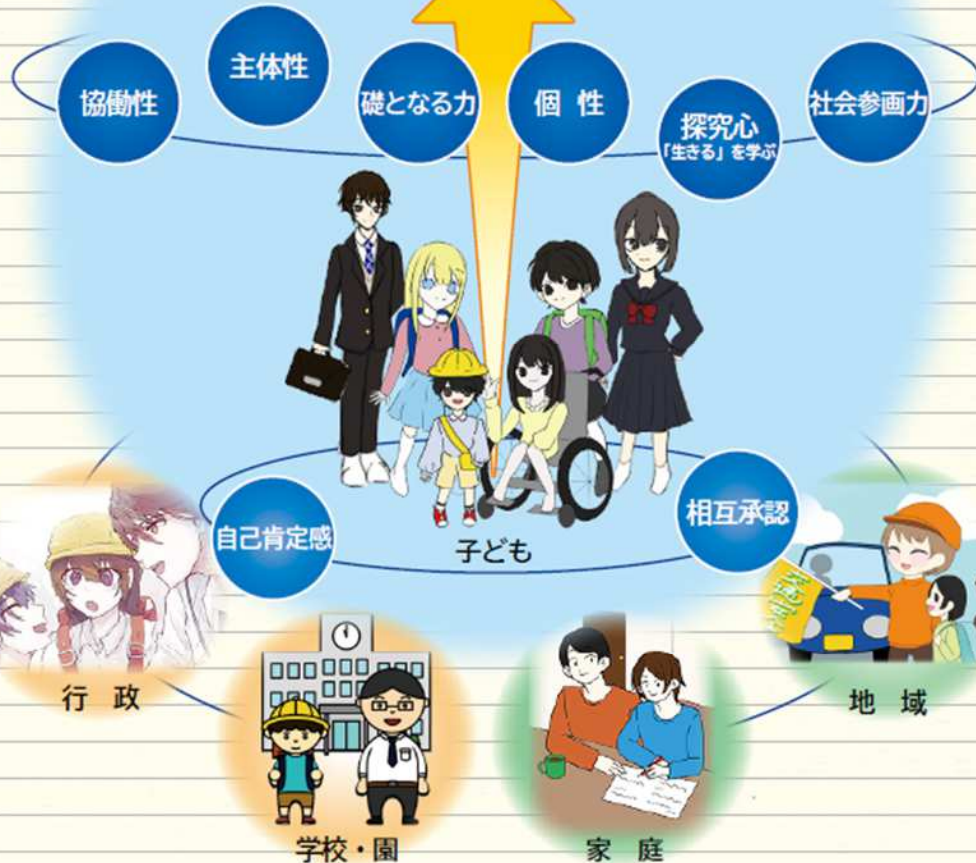 主体性
協働性
礎となる力
個 性
社会参画力
探究心
「生きる」を学ぶ
自己肯定感
相互承認
子ども
行 政
地 域
学校・園
家 庭